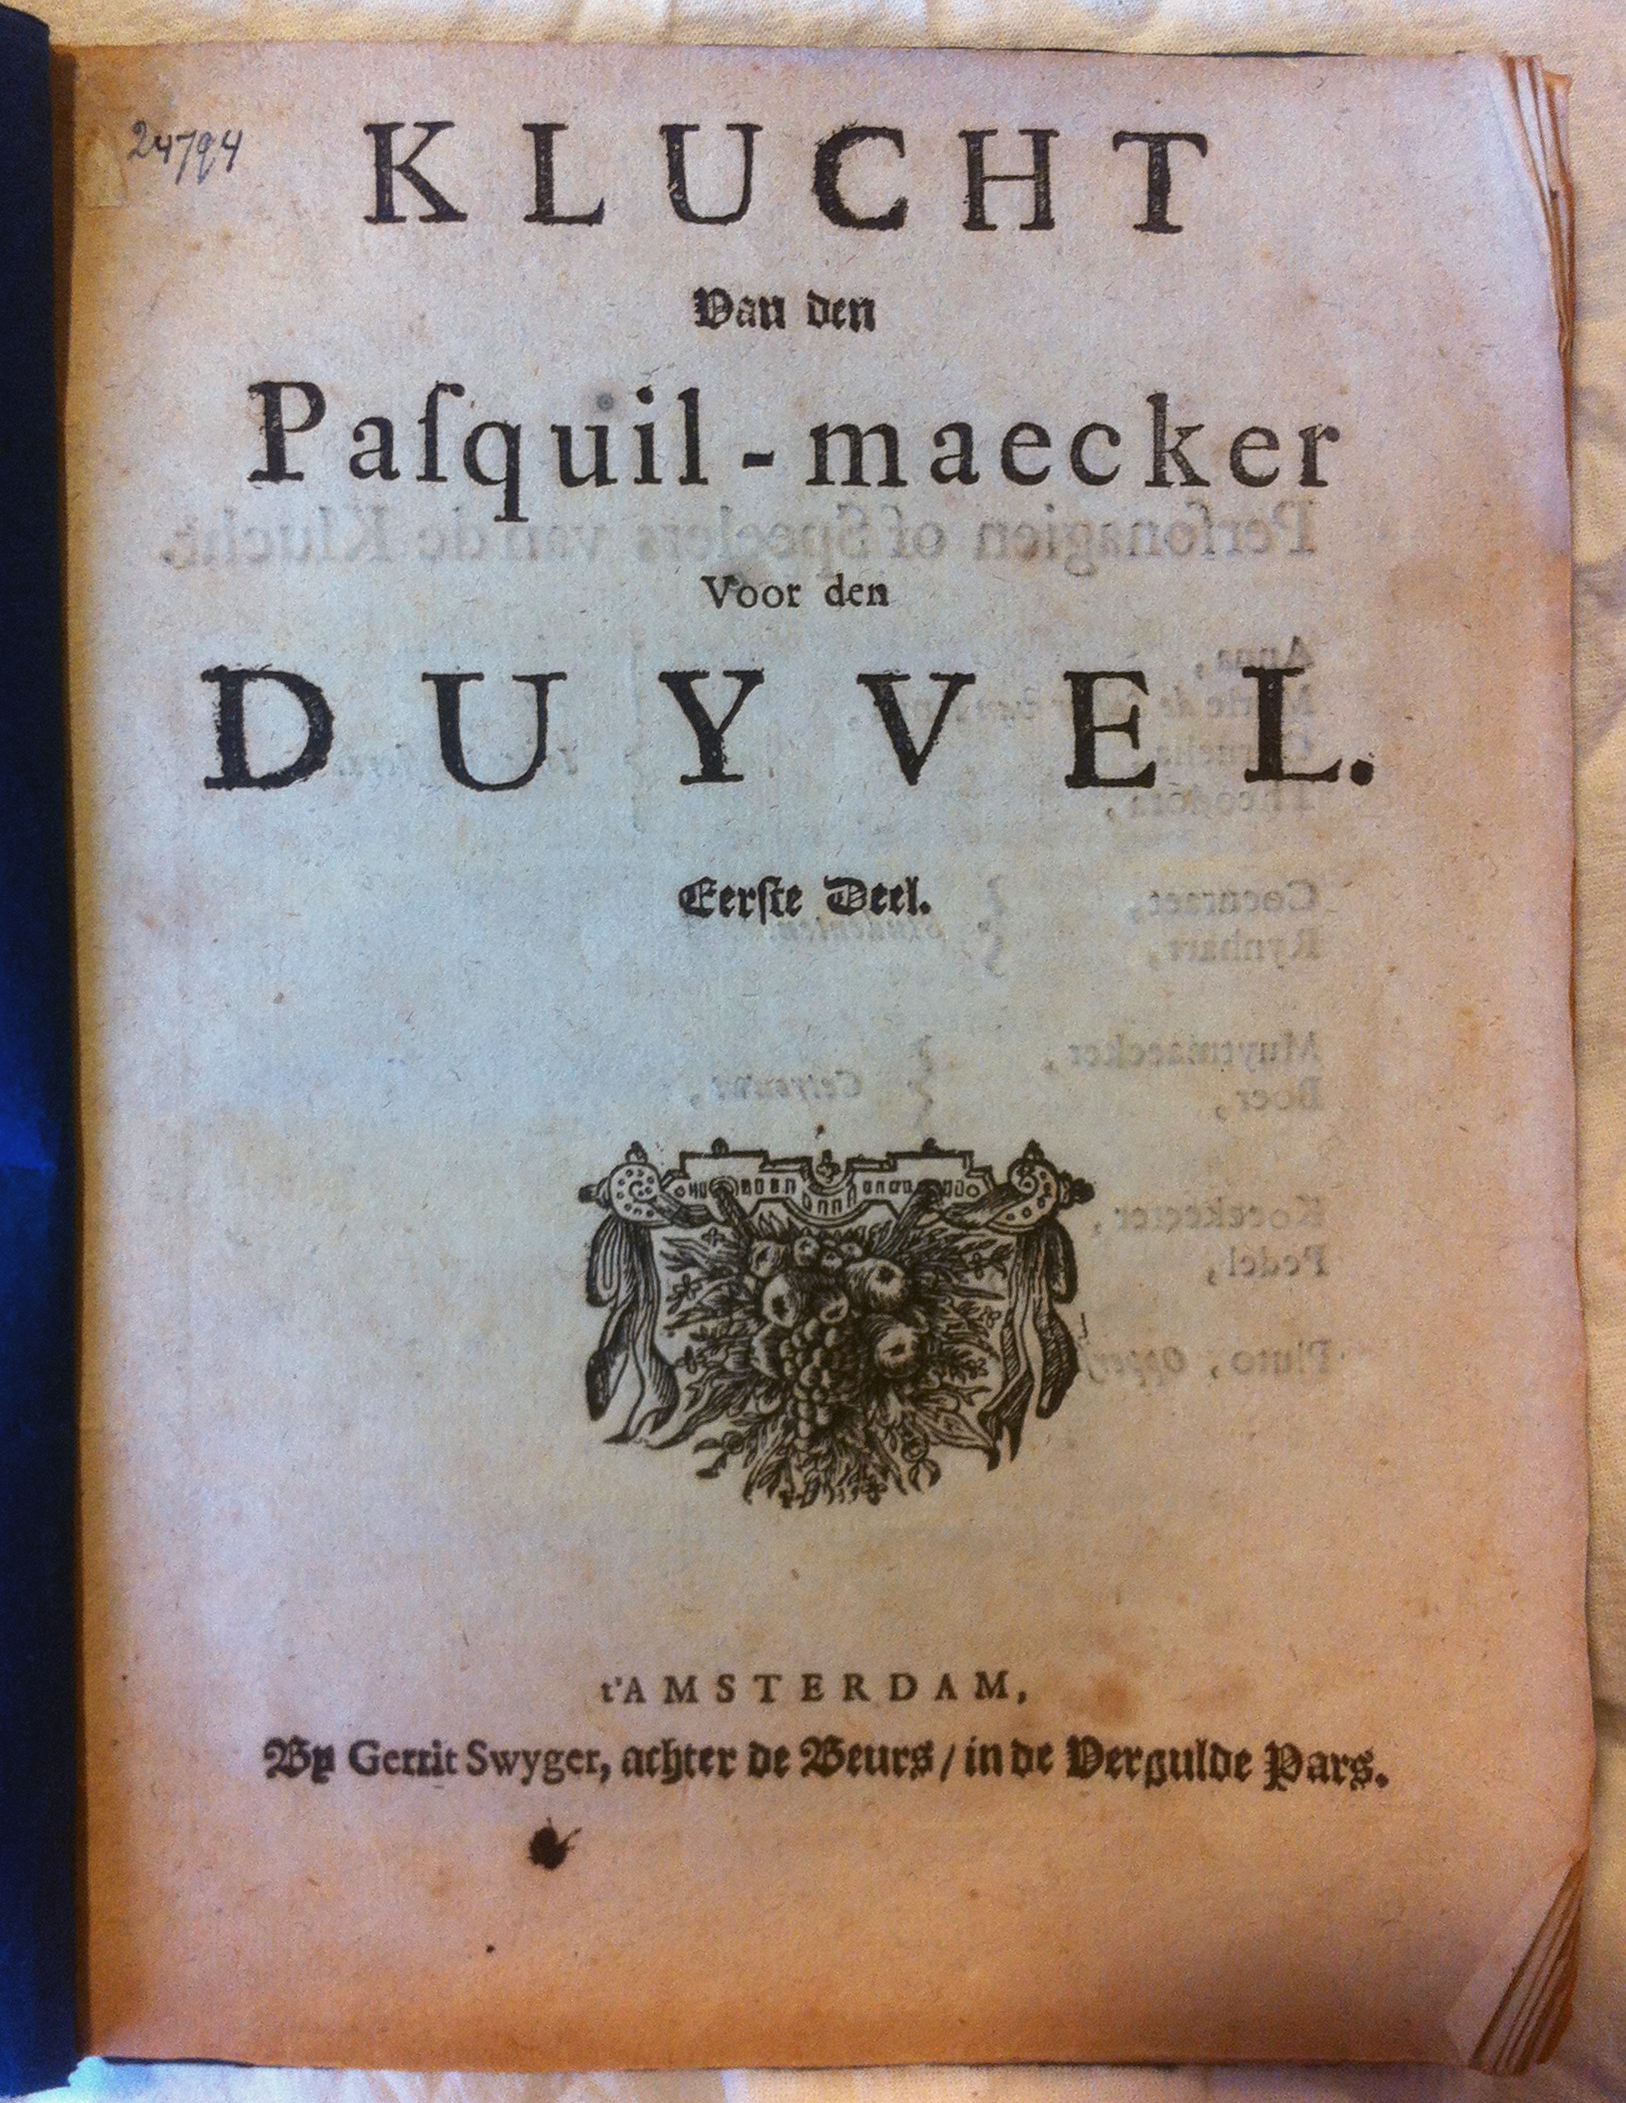 24794
KLUCHT
Van den
Paſquil-maecker
Voor den
DUYVEL.
Eerſte Deel.
t'AMSTERDAM,
By Gerrit Swyger, achter de Beurs / in de Vergulde Pars.